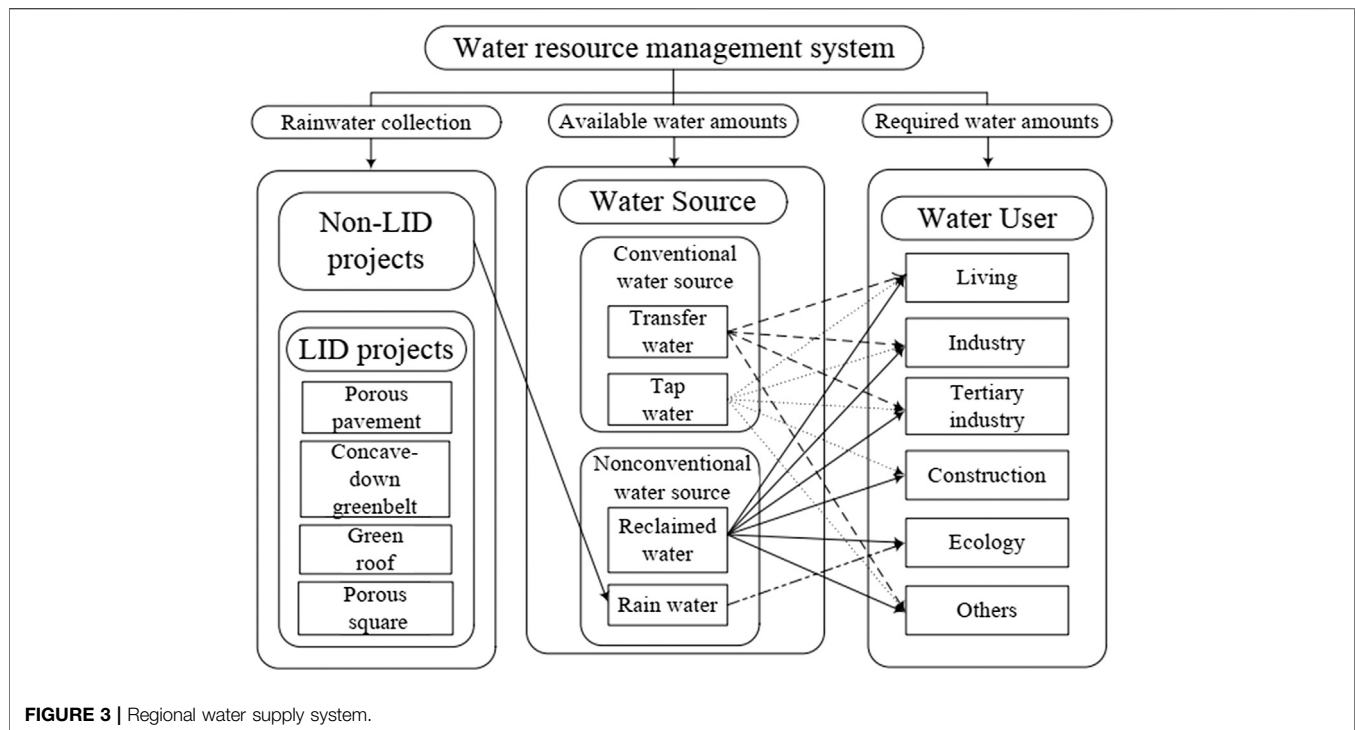 Water resource management system
Rainwater collection
Available water amounts
Required water amounts
Non-LID
projects
LID projects
Porous
pavement
Concave-
down
greenbelt
Green
roof
Porous
square
Water Source
Conventional
water source
Transfer
water
Tap
water
Nonconventional
water source
Reclaimed
water
Rain water
Water User
Living
Industry
Tertiary
industry
Construction
Ecology
Others
FIGURE 3 | Regional water supply system.